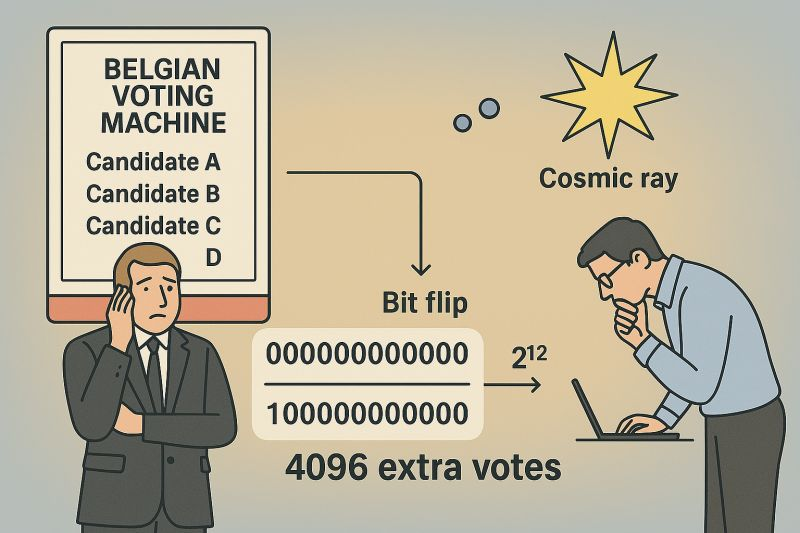 BELGIAN
VOTING
MACHINE
Candidate A
Candidate B
Candidate C
D
Cosmic ray
Bit flip
000000000000
2¹²
100000000000
4096 extra votes